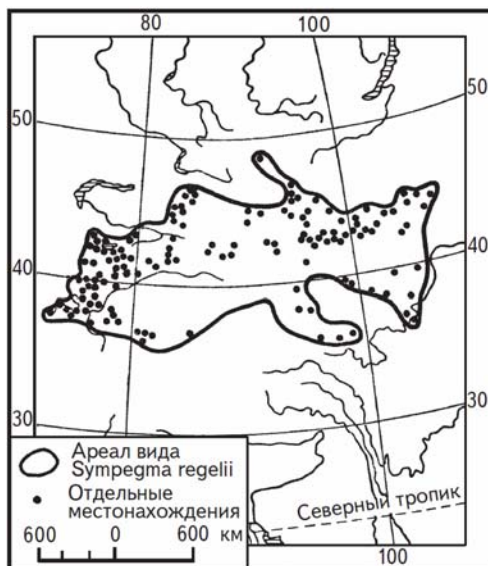 80 100
50 50
40 40
30 30
Ареал вида
Sympegma regelii
Отдельные
местонахождения
600 0 600 км
Северный тропик
100